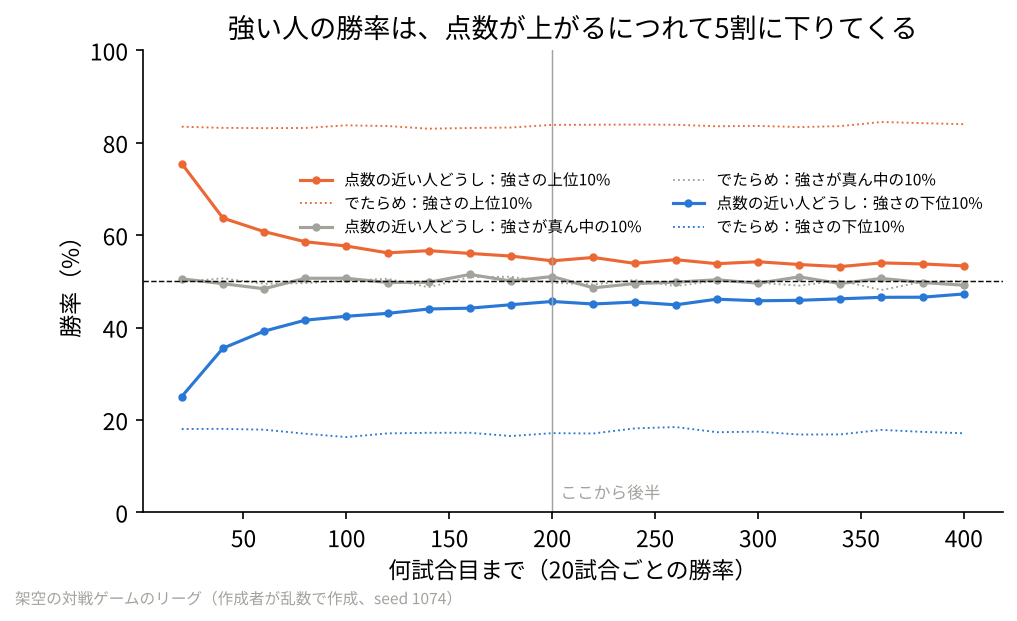 強い人の勝率は、点数が上がるにつれて5割に下りてくる
100
80
60
40
20
0
勝率（%）
点数の近い人どうし：強さの上位10%
でたらめ：強さの上位10%
点数の近い人どうし：強さが真ん中の10%
でたらめ：強さが真ん中の10%
点数の近い人どうし：強さの下位10%
でたらめ：強さの下位10%
ここから後半
50 100 150 200 250 300 350 400
何試合目まで（20試合ごとの勝率）
架空の対戦ゲームのリーグ（作成者が乱数で作成、seed 1074）